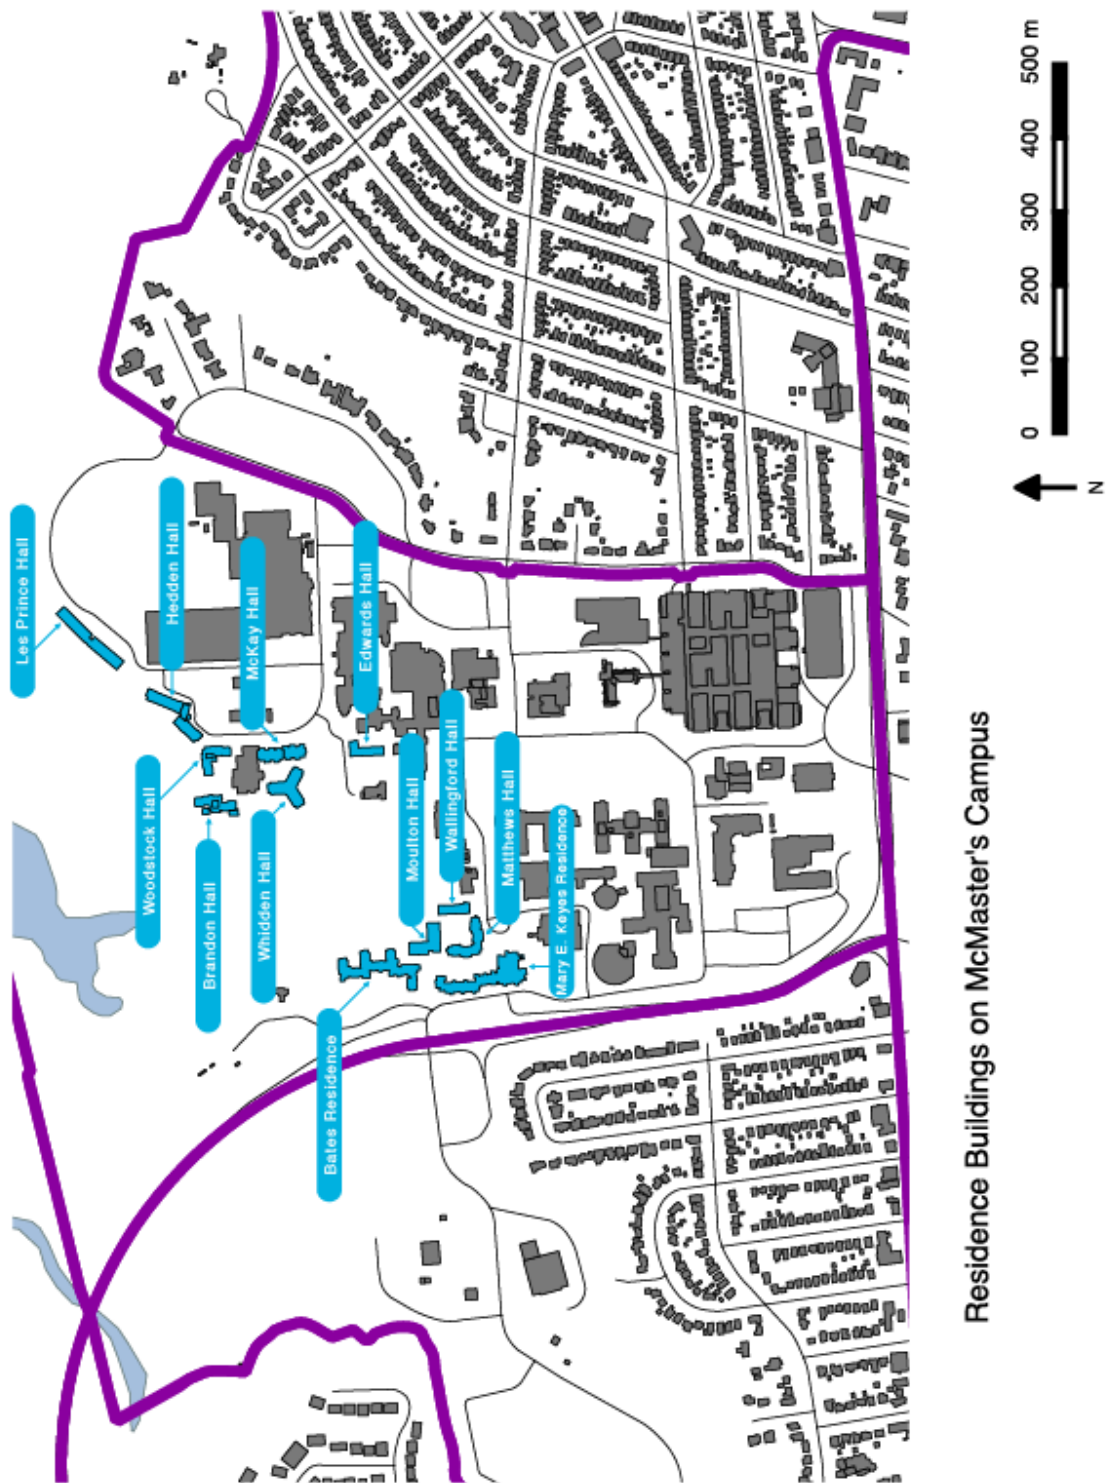 Les Prince Hall
Hedden Hall
McKay Hall
Edwards Hall
Woodstock Hall
Brandon Hall
Whidden Hall
Moulton Hall
Wallingford Hall
Matthews Hall
Mary E. Keyes Residence
Bates Residence
Residence Buildings on McMaster's Campus
N
0 100 200 300 400 500 m